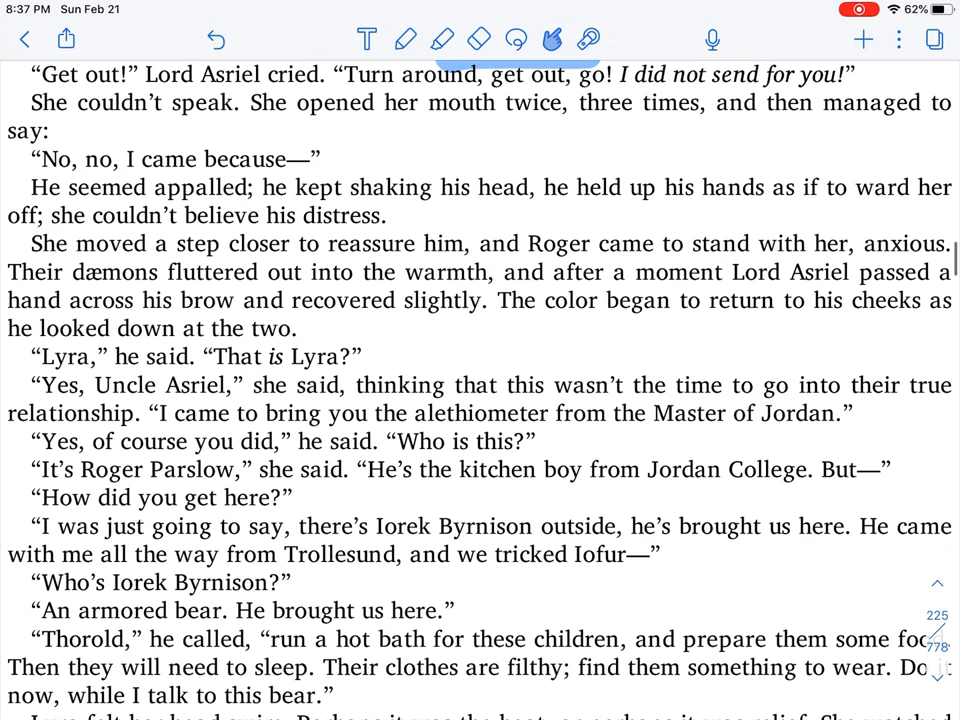 8:37 PM Sun Feb 21
62%
“Get out!” Lord Asriel cried. “Turn around, get out, go! I did not send for you!”
She couldn’t speak. She opened her mouth twice, three times, and then managed to
say:
“No, no, I came because—”
He seemed appalled; he kept shaking his head, he held up his hands as if to ward her
off; she couldn’t believe his distress.
She moved a step closer to reassure him, and Roger came to stand with her, anxious.
Their dæmons fluttered out into the warmth, and after a moment Lord Asriel passed a
hand across his brow and recovered slightly. The color began to return to his cheeks as
he looked down at the two.
“Lyra,” he said. “That is Lyra?”
“Yes, Uncle Asriel,” she said, thinking that this wasn’t the time to go into their true
relationship. “I came to bring you the alethiometer from the Master of Jordan.”
“Yes, of course you did,” he said. “Who is this?”
“It’s Roger Parslow,” she said. “He’s the kitchen boy from Jordan College. But—”
“How did you get here?”
“I was just going to say, there’s Iorek Byrnison outside, he’s brought us here. He came
with me all the way from Trollesund, and we tricked Iofur—”
“Who’s Iorek Byrnison?”
“An armored bear. He brought us here.”
225
“Thorold,” he called, “run a hot bath for these children, and prepare them some food.
778
Then they will need to sleep. Their clothes are filthy; find them something to wear. Do it
now, while I talk to this bear.”